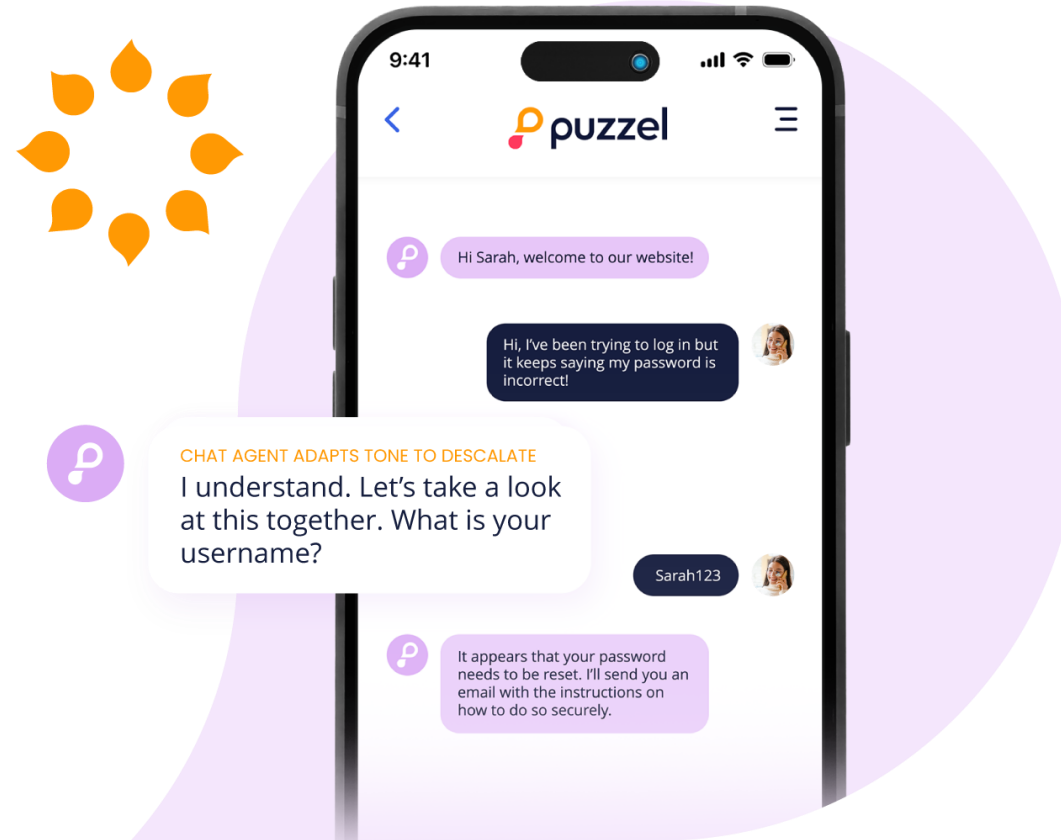 9:41
puzzel
Hi Sarah, welcome to our website!
Hi, I’ve been trying to log in but
it keeps saying my password is
incorrect!
CHAT AGENT ADAPTS TONE TO DESCALATE
I understand. Let’s take a look
at this together. What is your
username?
Sarah123
It appears that your password
needs to be reset. I’ll send you an
email with the instructions on
how to do so securely.